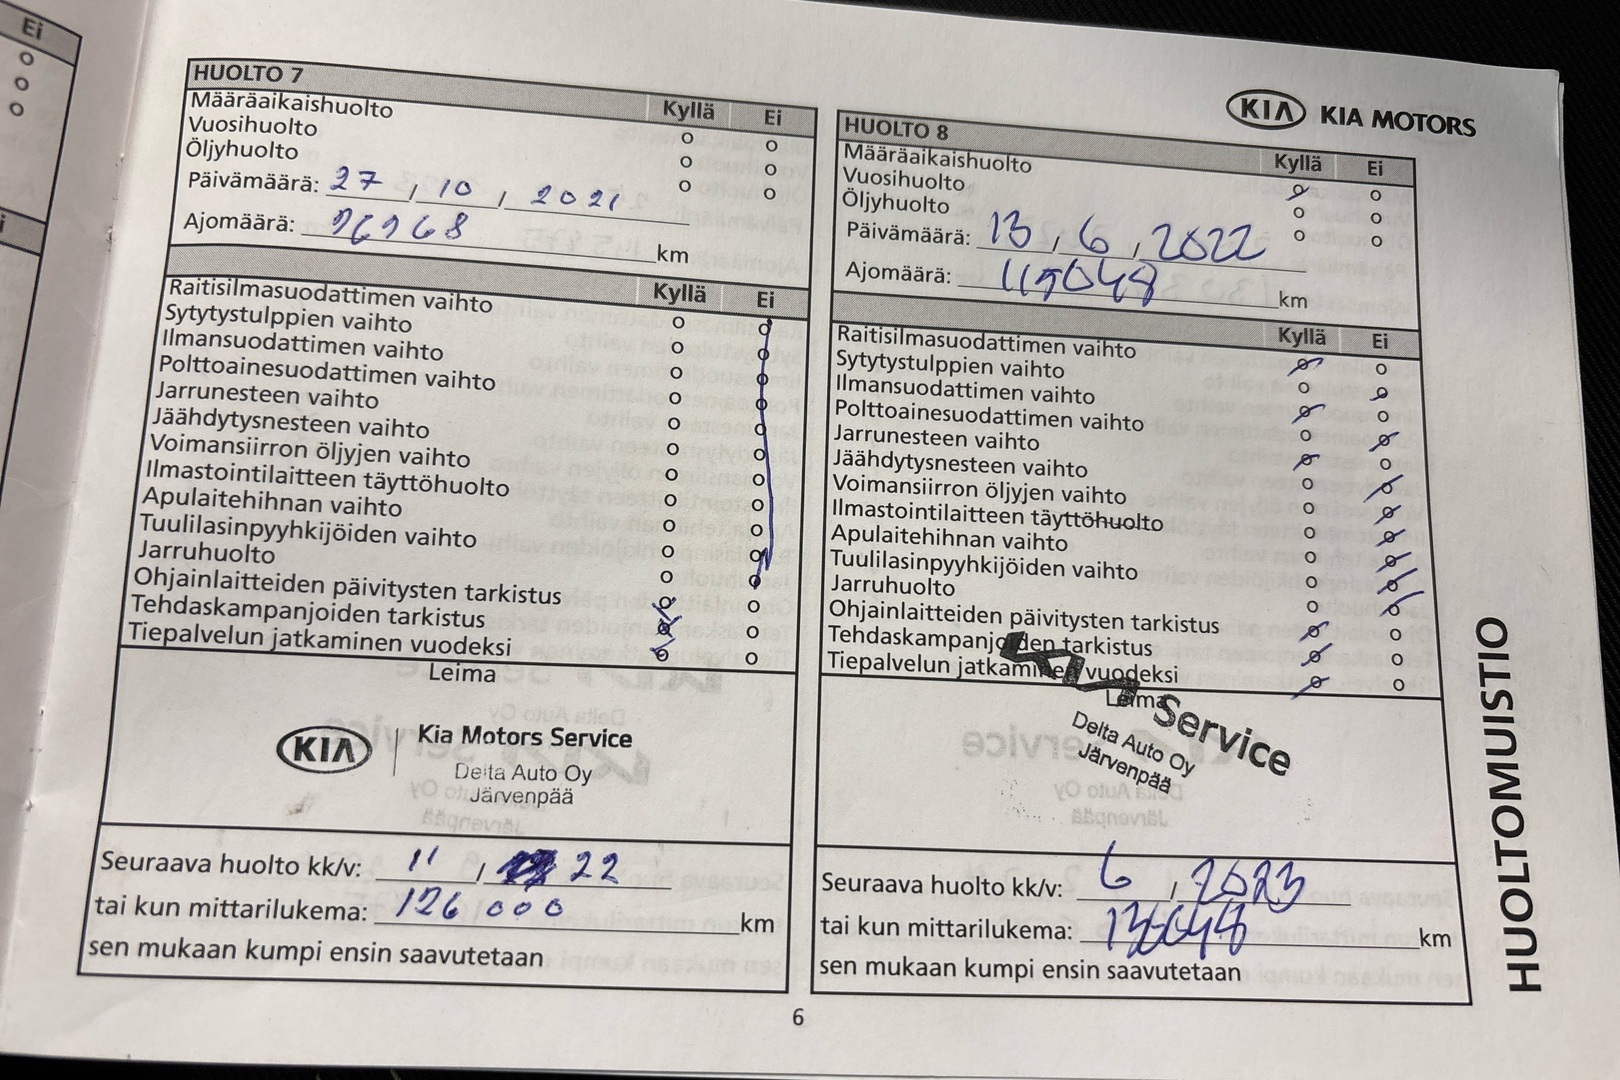 Ei
HUOLTO 7
Kyllä Ei
Määräaikaishuolto
Vuosihuolto
Öljyhuolto
Päivämäärä: 27 / 10 / 2021
Ajomäärä: 96968 km
Kyllä Ei
Raitisilmasuodattimen vaihto
Sytytystulppien vaihto
Ilmansuodattimen vaihto
Polttoainesuodattimen vaihto
Jarrunesteen vaihto
Jäähdytysnesteen vaihto
Voimansiirron öljyjen vaihto
Ilmastointilaitteen täyttöhuolto
Apulaitehihnan vaihto
Tuulilasinpyyhkijöiden vaihto
Jarruhuolto
Ohjainlaitteiden päivitysten tarkistus
Tehdaskampanjoiden tarkistus
Tiepalvelun jatkaminen vuodeksi
Leima
KIA Kia Motors Service
Delta Auto Oy
Järvenpää
Seuraava huolto kk/v: 11 / 22
tai kun mittarilukema: 126 000 km
sen mukaan kumpi ensin saavutetaan
KIA KIA MOTORS
HUOLTO 8
Kyllä Ei
Määräaikaishuolto
Vuosihuolto
Öljyhuolto
Päivämäärä: 13 / 6 / 2022
Ajomäärä: km
Kyllä Ei
Raitisilmasuodattimen vaihto
Sytytystulppien vaihto
Ilmansuodattimen vaihto
Polttoainesuodattimen vaihto
Jarrunesteen vaihto
Jäähdytysnesteen vaihto
Voimansiirron öljyjen vaihto
Ilmastointilaitteen täyttöhuolto
Apulaitehihnan vaihto
Tuulilasinpyyhkijöiden vaihto
Jarruhuolto
Ohjainlaitteiden päivitysten tarkistus
Tehdaskampanjoiden tarkistus
Tiepalvelun jatkaminen vuodeksi
Leima
KIA Service
Delta Auto Oy
Järvenpää
Seuraava huolto kk/v: 6 / 2023
tai kun mittarilukema: km
sen mukaan kumpi ensin saavutetaan
HUOLTOMUISTIO
6